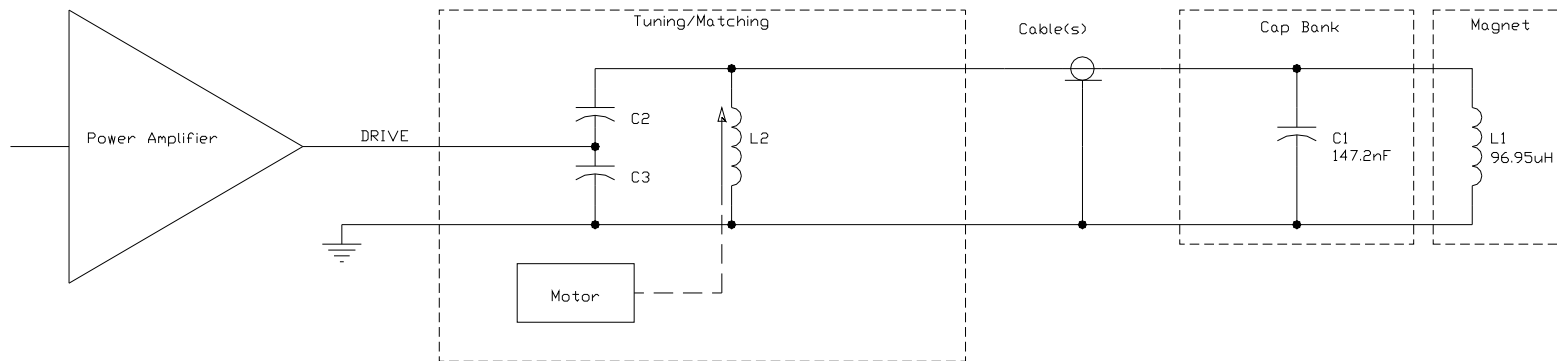 Tuning/Matching
Cable(s)
Cap Bank
Magnet
Power Amplifier
DRIVE
C2
C3
L2
C1
147.2nF
L1
96.95uH
Motor